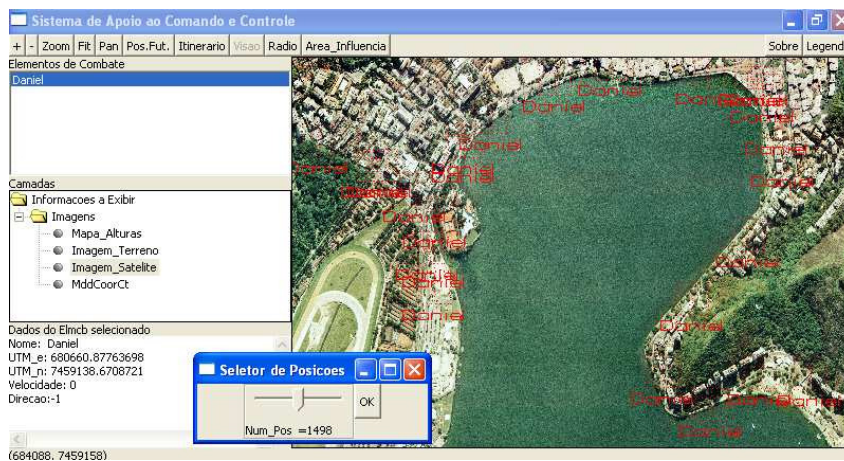 Sistema de Apoio ao Comando e Controle
+ - Zoom Fit Pan Pos.Fut. Itinerario Visao Radio Area_Influencia Sobre Legend
Elementos de Combate
Daniel
Camadas
Informacoes a Exibir
Imagens
Mapa_Alturas
Imagem_Terreno
Imagem_Satelite
MddCoorCt
Dados do Elmcb selecionado
Nome: Daniel
UTM_e: 680660.87763698
UTM_n: 7459138.6708721
Velocidade: 0
Direcao:-1
(684088, 7459158)
Seletor de Posicoes
OK
Num_Pos =1498
Daniel
Daniel
Daniel
Daniel
Daniel
Daniel
Daniel
Daniel
Daniel
Daniel
Daniel
Daniel
Daniel
Daniel